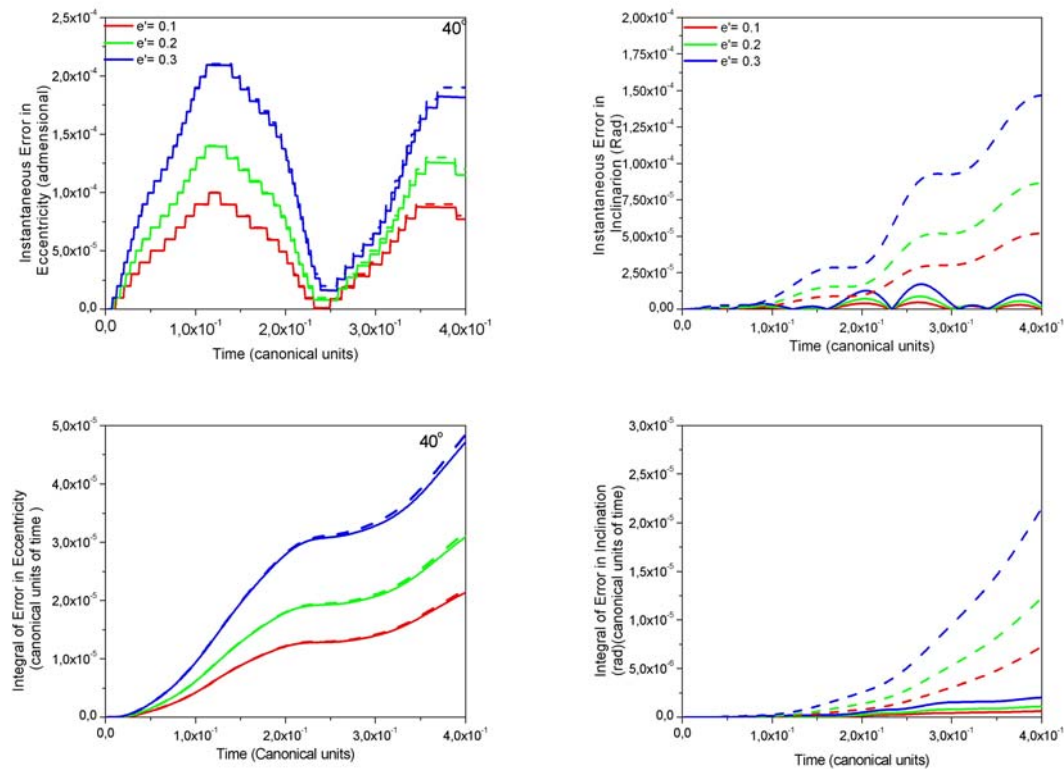 2,5x10⁻⁴
2,0x10⁻⁴
1,5x10⁻⁴
1,0x10⁻⁴
5,0x10⁻⁵
0,0
e'= 0.1
e'= 0.2
e'= 0.3
40°
Instantaneous Error in
Eccentricity (admensional)
0,0 1,0x10⁻¹ 2,0x10⁻¹ 3,0x10⁻¹ 4,0x10⁻¹
Time (canonical units)
2,00x10⁻⁴
1,75x10⁻⁴
1,50x10⁻⁴
1,25x10⁻⁴
1,00x10⁻⁴
7,50x10⁻⁵
5,00x10⁻⁵
2,50x10⁻⁵
0,00
e'= 0.1
e'= 0.2
e'= 0.3
Instantaneous Error in
Inclinarion (Rad)
0,0 1,0x10⁻¹ 2,0x10⁻¹ 3,0x10⁻¹ 4,0x10⁻¹
Time (canonical units)
5,0x10⁻⁵
4,0x10⁻⁵
3,0x10⁻⁵
2,0x10⁻⁵
1,0x10⁻⁵
0,0
40°
Integral of Error in Eccentricity
(canonical units of time )
0,0 1,0x10⁻¹ 2,0x10⁻¹ 3,0x10⁻¹ 4,0x10⁻¹
Time (Canonical units)
3,0x10⁻⁵
2,5x10⁻⁵
2,0x10⁻⁵
1,5x10⁻⁵
1,0x10⁻⁵
5,0x10⁻⁶
0,0
Integral of Error in Inclination
(rad)(canonical units of time)
0,0 1,0x10⁻¹ 2,0x10⁻¹ 3,0x10⁻¹ 4,0x10⁻¹
Time (canonical units)